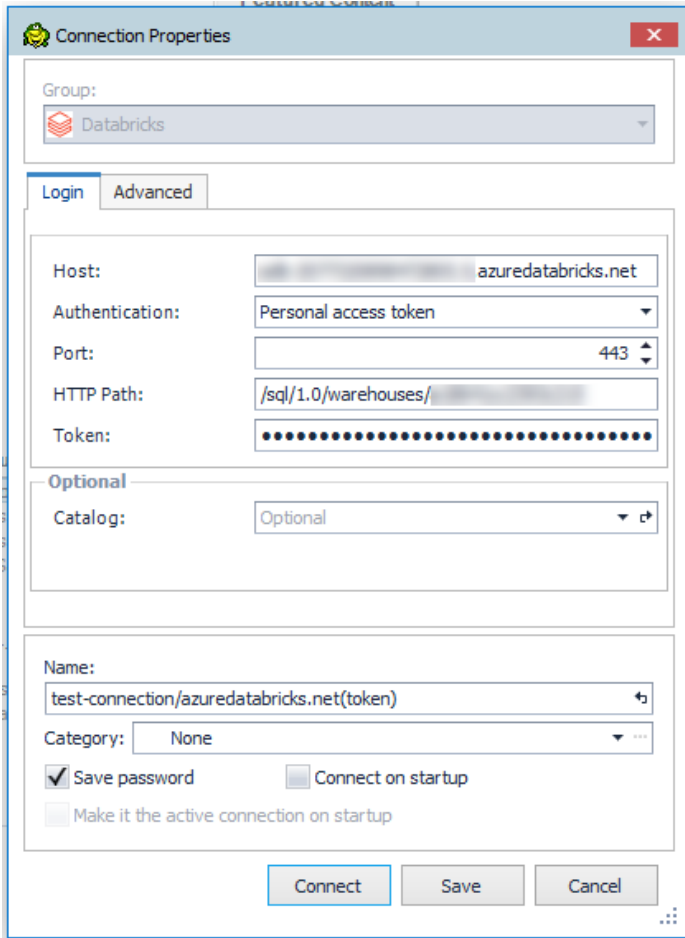 Featured Content
Connection Properties
Group:
Databricks
Login Advanced
Host: azuredatabricks.net
Authentication: Personal access token
Port: 443
HTTP Path: /sql/1.0/warehouses/
Token: ●●●●●●●●●●●●●●●●●●●●●●●●●●●●●●●●●●
Optional
Catalog: Optional
Name:
test-connection/azuredatabricks.net(token)
Category: None ...
Save password Connect on startup
Make it the active connection on startup
Connect Save Cancel